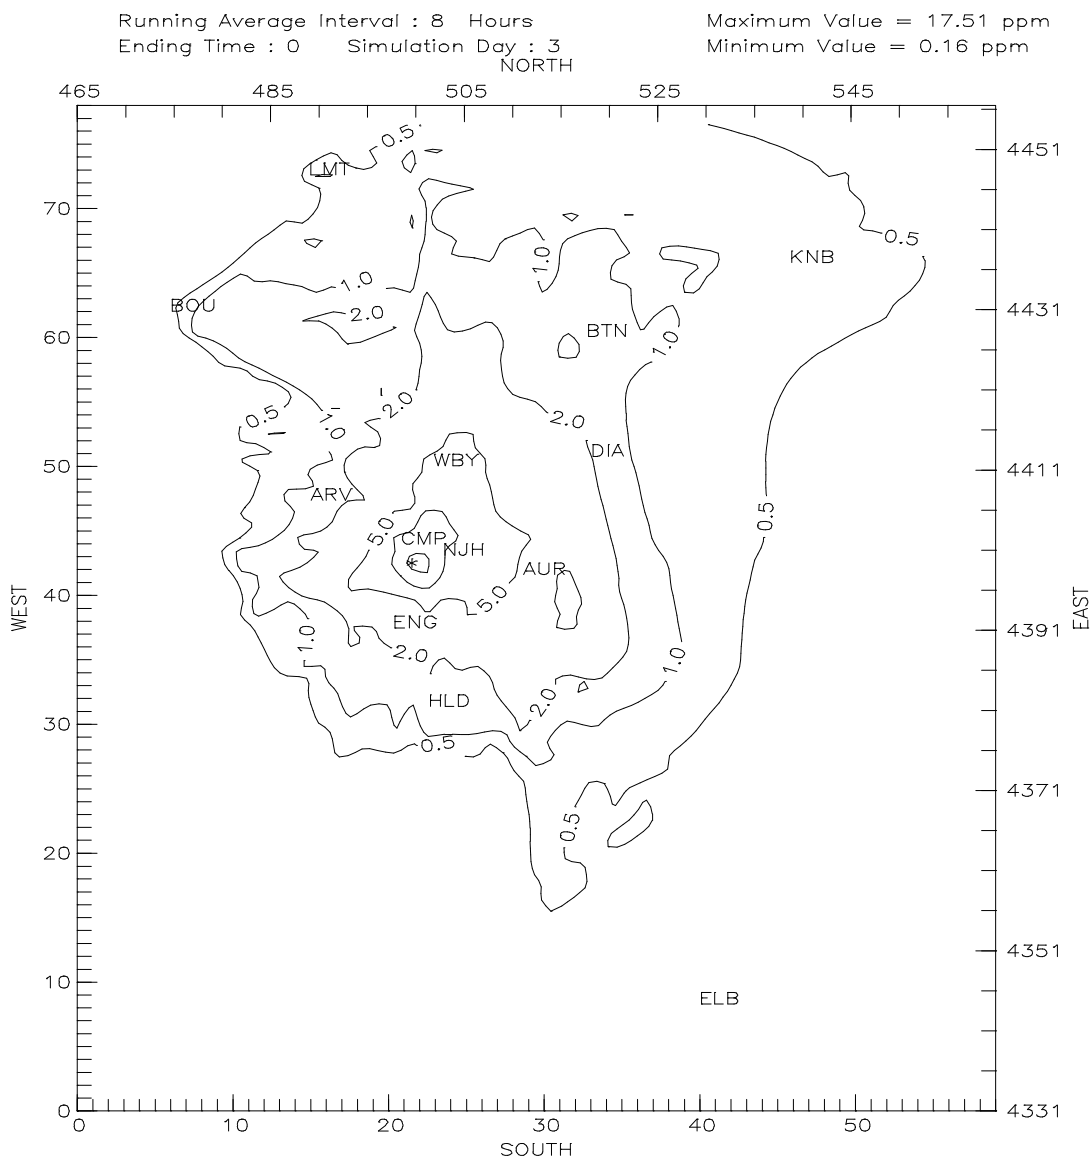 Running Average Interval : 8 Hours
Maximum Value = 17.51 ppm
Ending Time : 0 Simulation Day : 3
Minimum Value = 0.16 ppm
NORTH
465 485 505 525 545
0.5
4451
LMT
70
0.5
1.0
KNB
1.0
BOU
2.0
4431
BTN
60
1.0
2.0
0.5
1.0
2.0
DIA
WBY
50
4411
ARV
0.5
5.0
CMP
NJH
*
AUR
WEST
40
5.0
EAST
ENG
4391
1.0
2.0
1.0
HLD
2.0
30
0.5
4371
0.5
20
4351
10
ELB
0
4331
0 10 20 30 40 50
SOUTH